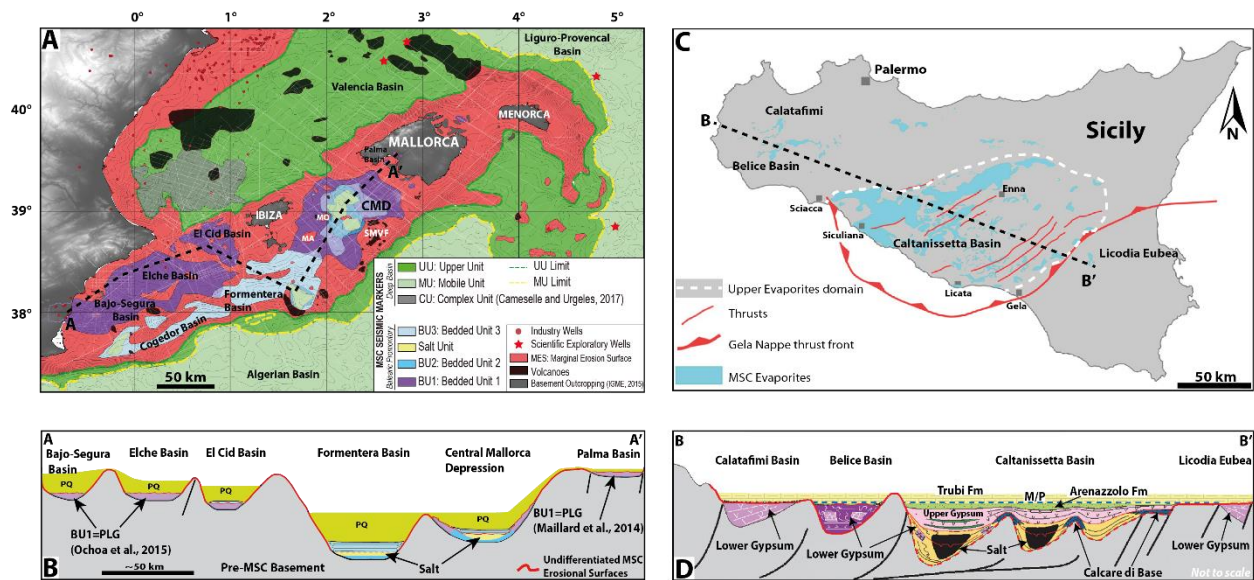 0°
1°
2°
3°
4°
5°
40°
39°
38°
A
Liguro-Provencal
Basin
Valencia Basin
MENORCA
MALLORCA
Palma
Basin
A'
IBIZA
MO
CMD
MA
SMVF
El Cid Basin
Elche Basin
Formentera
Basin
Bajo-Segura
Basin
A
Cogedor Basin
Algerian Basin
50 km
MSC SEISMIC MARKERS
Deep Basin
Balearic Promontory
UU: Upper Unit
MU: Mobile Unit
CU: Complex Unit (Cameselle and Urgeles, 2017)
UU Limit
MU Limit
BU3: Bedded Unit 3
Salt Unit
BU2: Bedded Unit 2
BU1: Bedded Unit 1
Industry Wells
Scientific Exploratory Wells
MES: Marginal Erosion Surface
Volcanoes
Basement Outcropping (IGME, 2015)
C
Palermo
Calatafimi
B
Belice Basin
Sicily
N
Enna
Sciacca
Siculiana
Caltanissetta Basin
Licodia Eubea
B'
Licata
Gela
Upper Evaporites domain
Thrusts
Gela Nappe thrust front
MSC Evaporites
50 km
A
A'
Bajo-Segura
Basin
Elche Basin
El Cid Basin
Formentera Basin
Central Mallorca
Depression
Palma Basin
PQ
PQ
PQ
PQ
PQ
BU1=PLG
(Ochoa et al., 2015)
BU1=PLG
(Maillard et al., 2014)
Salt
Undifferentiated MSC
Erosional Surfaces
~50 km
Pre-MSC Basement
B
B
B'
Calatafimi Basin
Belice Basin
Caltanissetta Basin
Licodia Eubea
Trubi Fm
M/P
Arenazzolo Fm
Upper Gypsum
Lower Gypsum
Lower Gypsum
Salt
Calcare di Base
Lower Gypsum
Not to scale
D